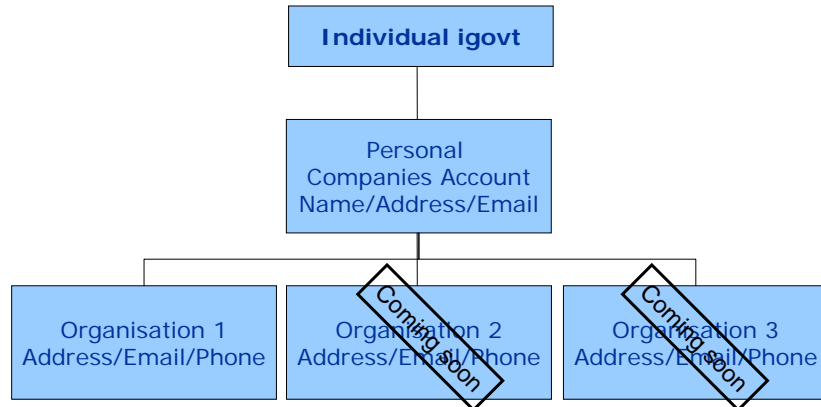 Individual igovt
Personal
Companies Account
Name/Address/Email
Organisation 1
Address/Email/Phone
Organisation 2
Address/Email/Phone
Coming soon
Organisation 3
Address/Email/Phone
Coming soon